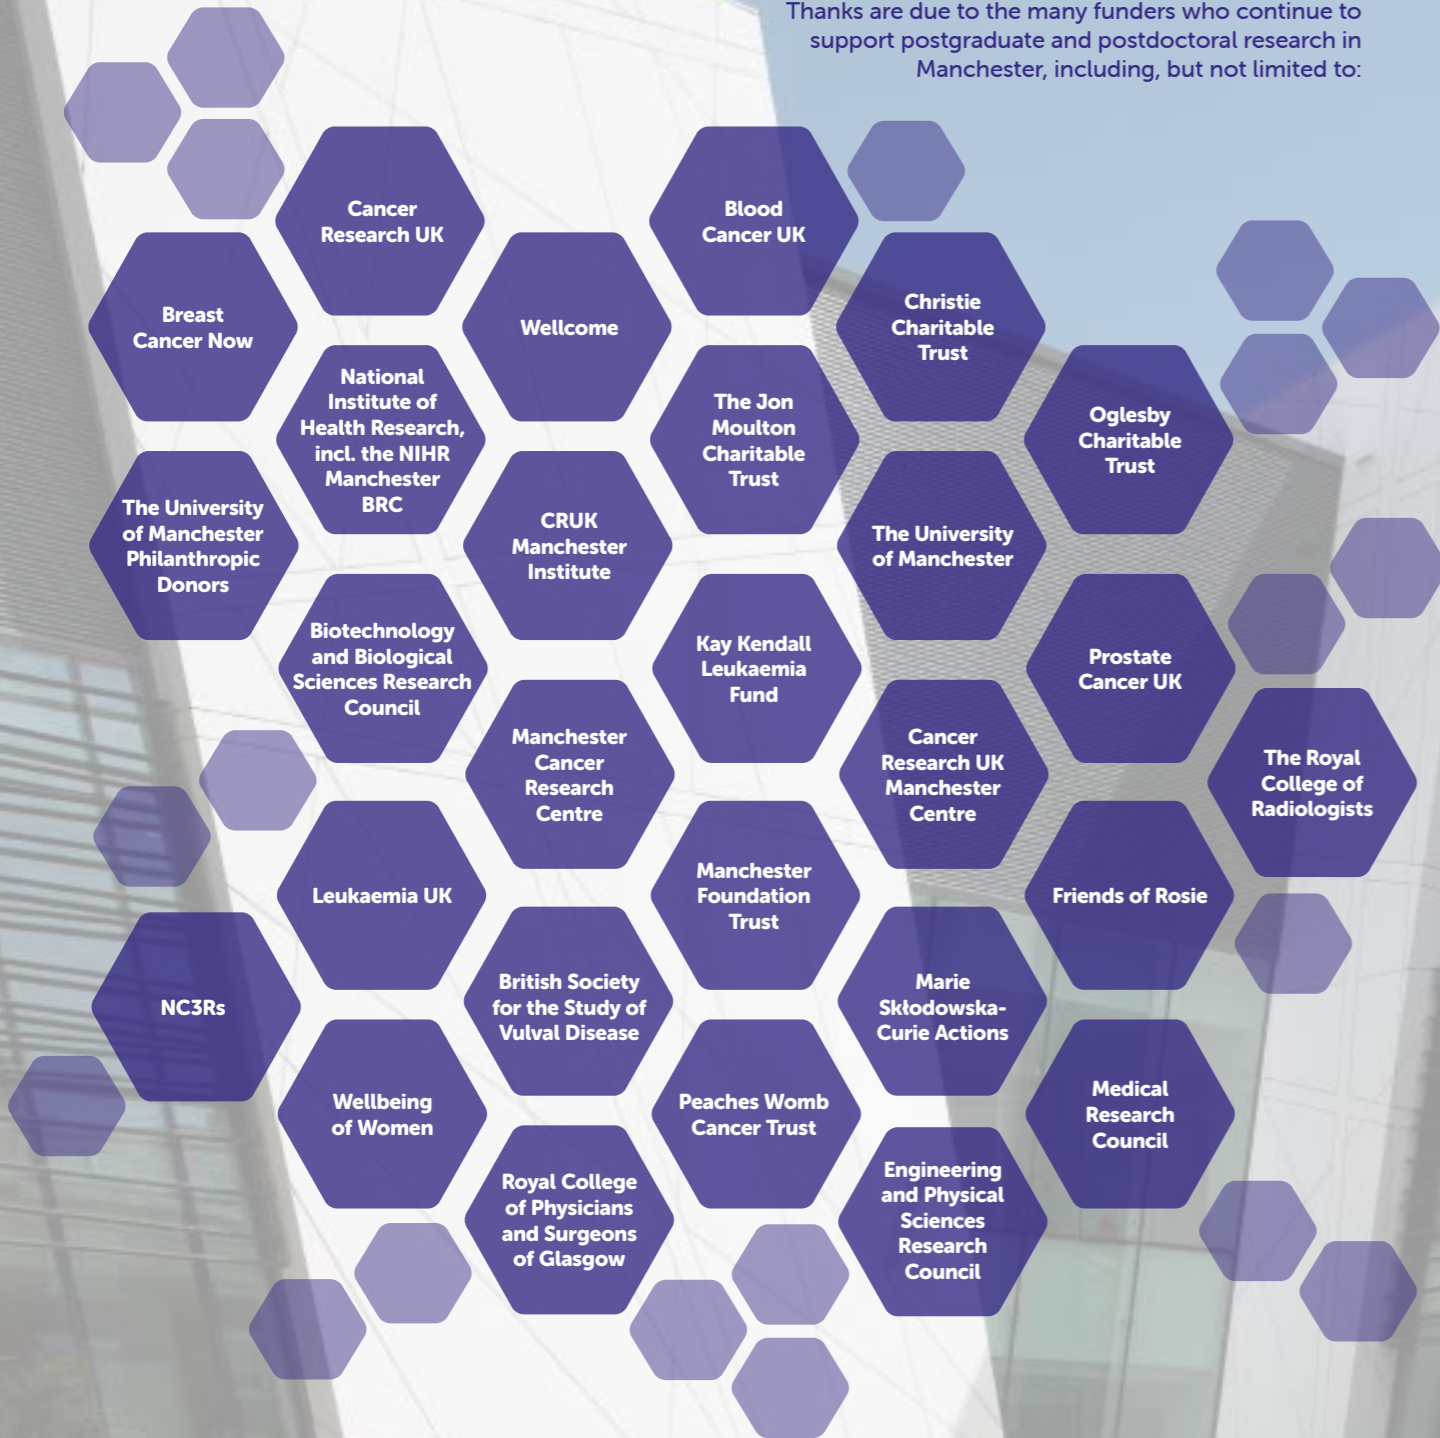 Thanks are due to the many funders who continue to
support postgraduate and postdoctoral research in
Manchester, including, but not limited to:
Cancer
Research UK
Blood
Cancer UK
Breast
Cancer Now
Wellcome
Christie
Charitable
Trust
National
Institute of
Health Research,
incl. the NIHR
Manchester
BRC
The Jon
Moulton
Charitable
Trust
Oglesby
Charitable
Trust
The University
of Manchester
Philanthropic
Donors
CRUK
Manchester
Institute
The University
of Manchester
Biotechnology
and Biological
Sciences Research
Council
Kay Kendall
Leukaemia
Fund
Prostate
Cancer UK
Manchester
Cancer
Research
Centre
Cancer
Research UK
Manchester
Centre
The Royal
College of
Radiologists
Leukaemia UK
Manchester
Foundation
Trust
Friends of Rosie
NC3Rs
British Society
for the Study of
Vulval Disease
Marie
Skłodowska-
Curie Actions
Wellbeing
of Women
Peaches Womb
Cancer Trust
Medical
Research
Council
Royal College
of Physicians
and Surgeons
of Glasgow
Engineering
and Physical
Sciences
Research
Council